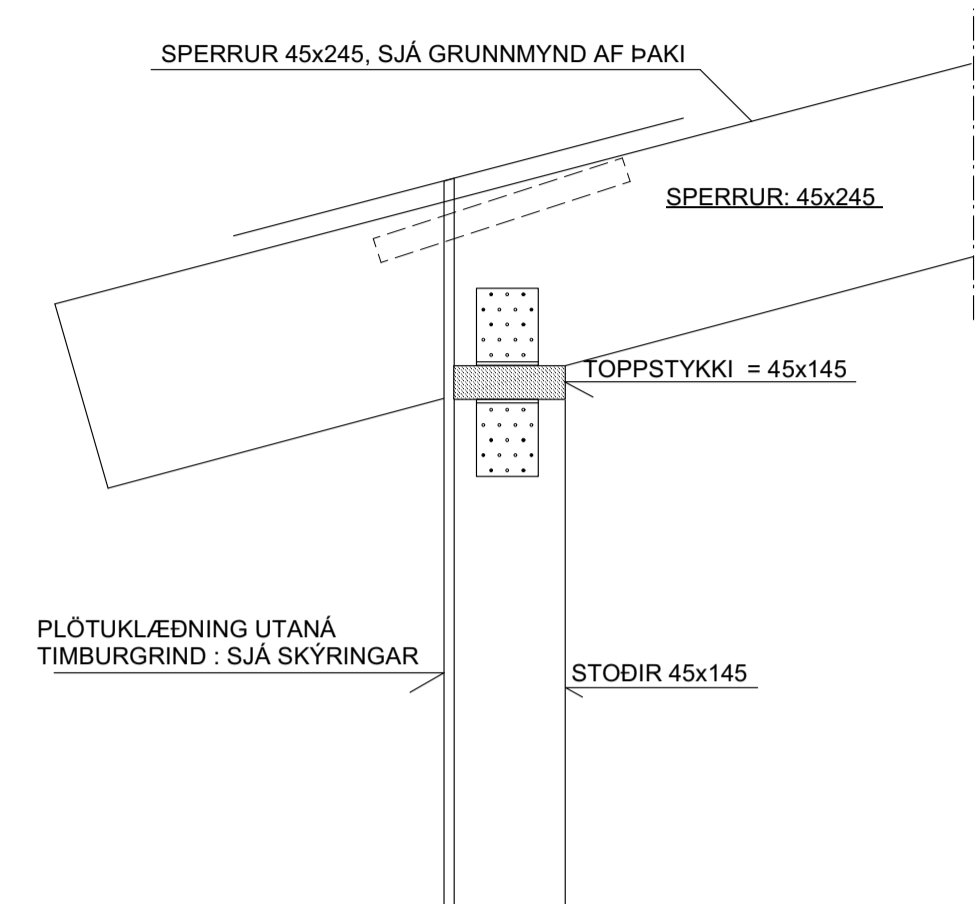 SPERRUR 45x245, SJÁ GRUNNMYND AF ÞAKI
SPERRUR: 45x245
TOPPSTYKKI = 45x145
PLÖTUKLÆÐNING UTANÁ
TIMBURGRIND : SJÁ SKÝRINGAR
STOÐIR 45x145